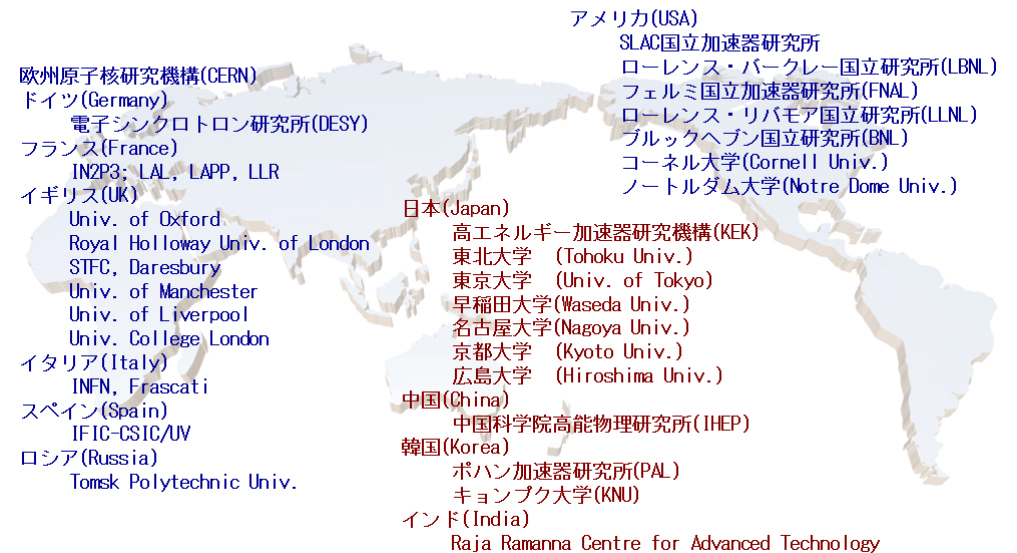 欧州原子核研究機構(CERN)
ドイツ(Germany)
電子シンクロトロン研究所(DESY)
フランス(France)
IN2P3; LAL, LAPP, LLR
イギリス(UK)
Univ. of Oxford
Royal Holloway Univ. of London
STFC, Daresbury
Univ. of Manchester
Univ. of Liverpool
Univ. College London
イタリア(Italy)
INFN, Frascati
スペイン(Spain)
IFIC-CSIC/UV
ロシア(Russia)
Tomsk Polytechnic Univ.
アメリカ(USA)
SLAC国立加速器研究所
ローレンス・バークレー国立研究所(LBNL)
フェルミ国立加速器研究所(FNAL)
ローレンス・リバモア国立研究所(LLNL)
ブルックヘブン国立研究所(BNL)
コーネル大学(Cornell Univ.)
ノートルダム大学(Notre Dome Univ.)
日本(Japan)
高エネルギー加速器研究機構(KEK)
東北大学 (Tohoku Univ.)
東京大学 (Univ. of Tokyo)
早稲田大学(Waseda Univ.)
名古屋大学(Nagoya Univ.)
京都大学 (Kyoto Univ.)
広島大学 (Hiroshima Univ.)
中国(China)
中国科学院高能物理研究所(IHEP)
韓国(Korea)
ポハン加速器研究所(PAL)
キョンプク大学(KNU)
インド(India)
Raja Ramanna Centre for Advanced Technology